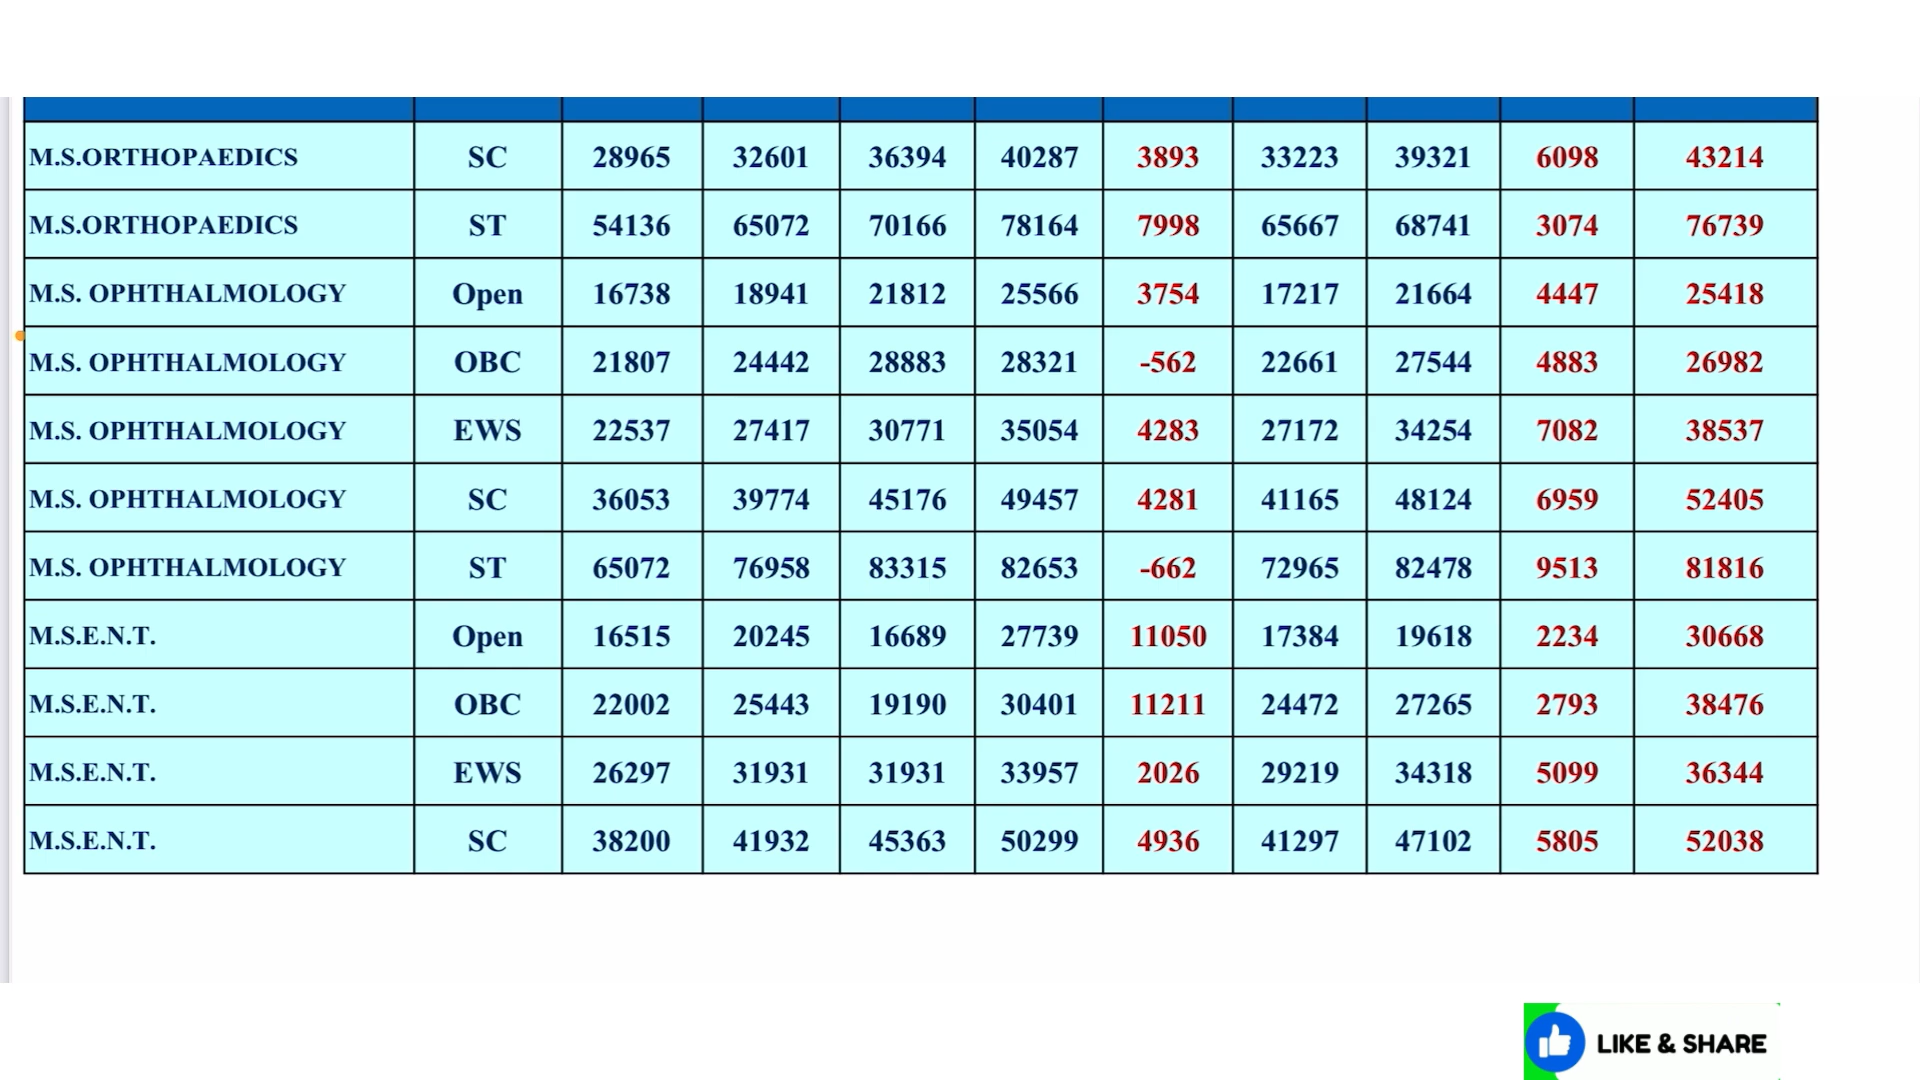 M.S.ORTHOPAEDICS SC 28965 32601 36394 40287 3893 33223 39321 6098 43214
M.S.ORTHOPAEDICS ST 54136 65072 70166 78164 7998 65667 68741 3074 76739
M.S. OPHTHALMOLOGY Open 16738 18941 21812 25566 3754 17217 21664 4447 25418
M.S. OPHTHALMOLOGY OBC 21807 24442 28883 28321 -562 22661 27544 4883 26982
M.S. OPHTHALMOLOGY EWS 22537 27417 30771 35054 4283 27172 34254 7082 38537
M.S. OPHTHALMOLOGY SC 36053 39774 45176 49457 4281 41165 48124 6959 52405
M.S. OPHTHALMOLOGY ST 65072 76958 83315 82653 -662 72965 82478 9513 81816
M.S.E.N.T. Open 16515 20245 16689 27739 11050 17384 19618 2234 30668
M.S.E.N.T. OBC 22002 25443 19190 30401 11211 24472 27265 2793 38476
M.S.E.N.T. EWS 26297 31931 31931 33957 2026 29219 34318 5099 36344
M.S.E.N.T. SC 38200 41932 45363 50299 4936 41297 47102 5805 52038
LIKE & SHARE